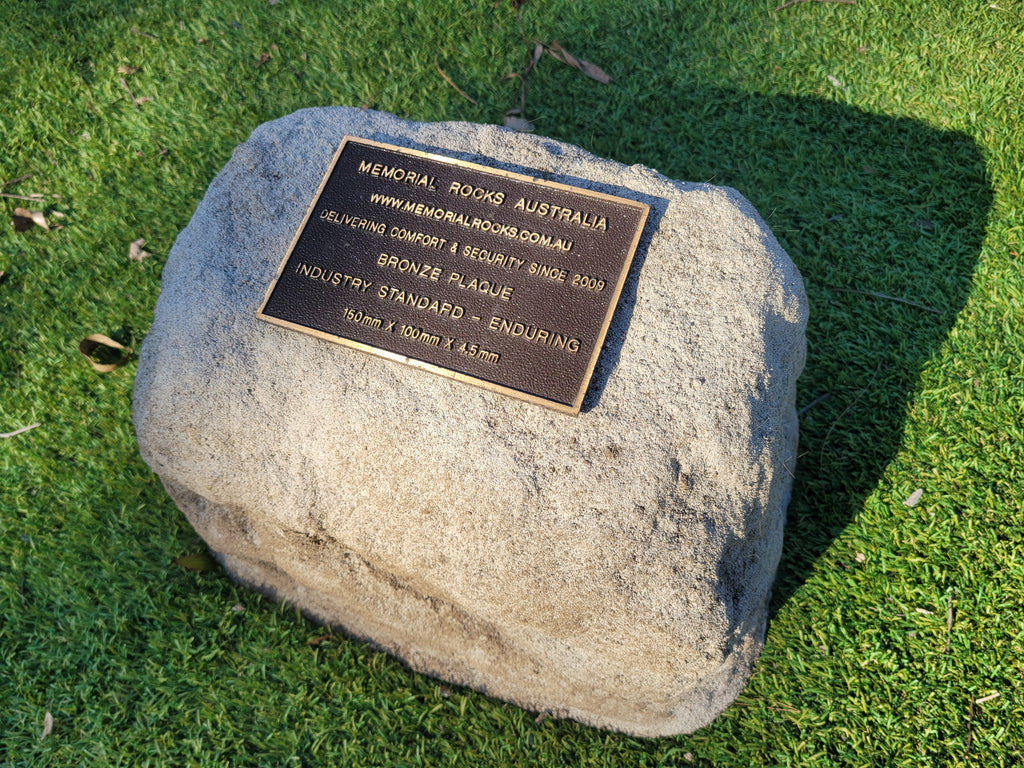 MEMORIAL ROCKS AUSTRALIA
WWW.MEMORIALROCKS.COM.AU
DELIVERING COMFORT & SECURITY SINCE 2009
BRONZE PLAQUE
INDUSTRY STANDARD - ENDURING
150mm X 100mm X 4.5mm